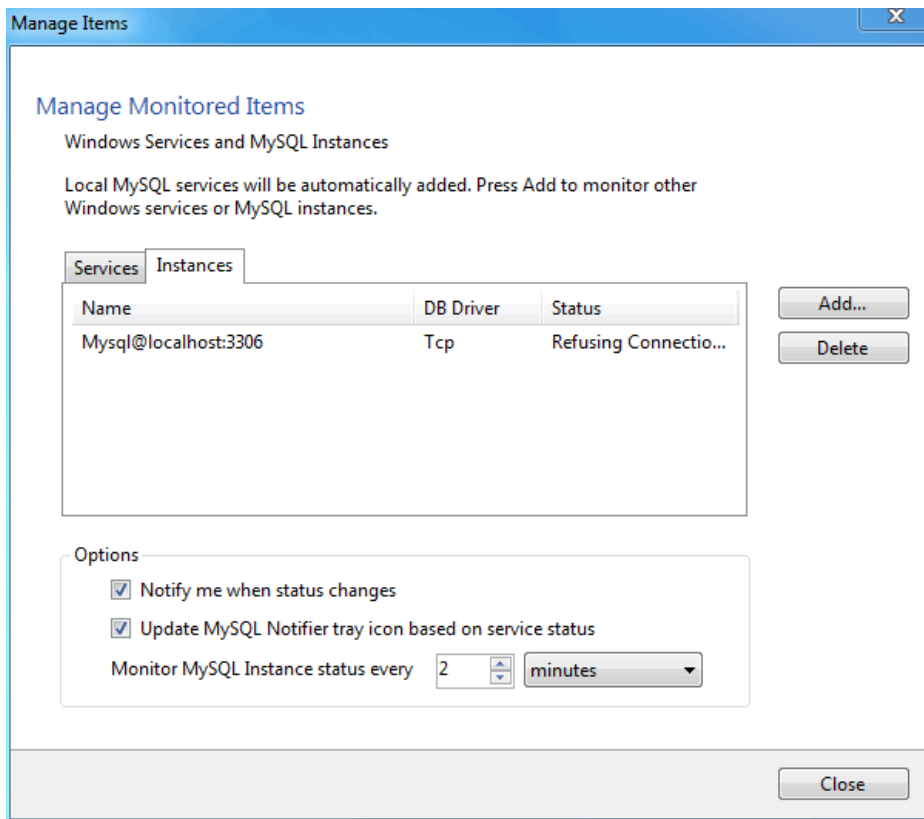 Manage Items
Manage Monitored Items
Windows Services and MySQL Instances
Local MySQL services will be automatically added. Press Add to monitor other
Windows services or MySQL instances.
Services Instances
Name DB Driver Status
Mysql@localhost:3306 Tcp Refusing Connectio...
Add...
Delete
Options
Notify me when status changes
Update MySQL Notifier tray icon based on service status
Monitor MySQL Instance status every 2 minutes
Close